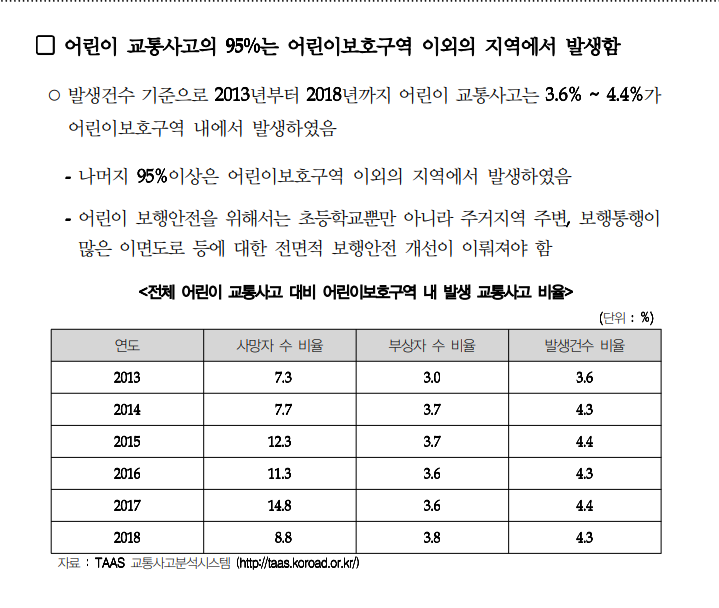 □ 어린이 교통사고의 95%는 어린이보호구역 이외의 지역에서 발생함
○ 발생건수 기준으로 2013년부터 2018년까지 어린이 교통사고는 3.6% ~ 4.4%가
어린이보호구역 내에서 발생하였음
- 나머지 95%이상은 어린이보호구역 이외의 지역에서 발생하였음
- 어린이 보행안전을 위해서는 초등학교뿐만 아니라 주거지역 주변, 보행통행이
많은 이면도로 등에 대한 전면적 보행안전 개선이 이뤄져야 함
<전체 어린이 교통사고 대비 어린이보호구역 내 발생 교통사고 비율>
(단위 : %)
연도 사망자 수 비율 부상자 수 비율 발생건수 비율
2013 7.3 3.0 3.6
2014 7.7 3.7 4.3
2015 12.3 3.7 4.4
2016 11.3 3.6 4.3
2017 14.8 3.6 4.4
2018 8.8 3.8 4.3
자료 : TAAS 교통사고분석시스템 (http://taas.koroad.or.kr/)